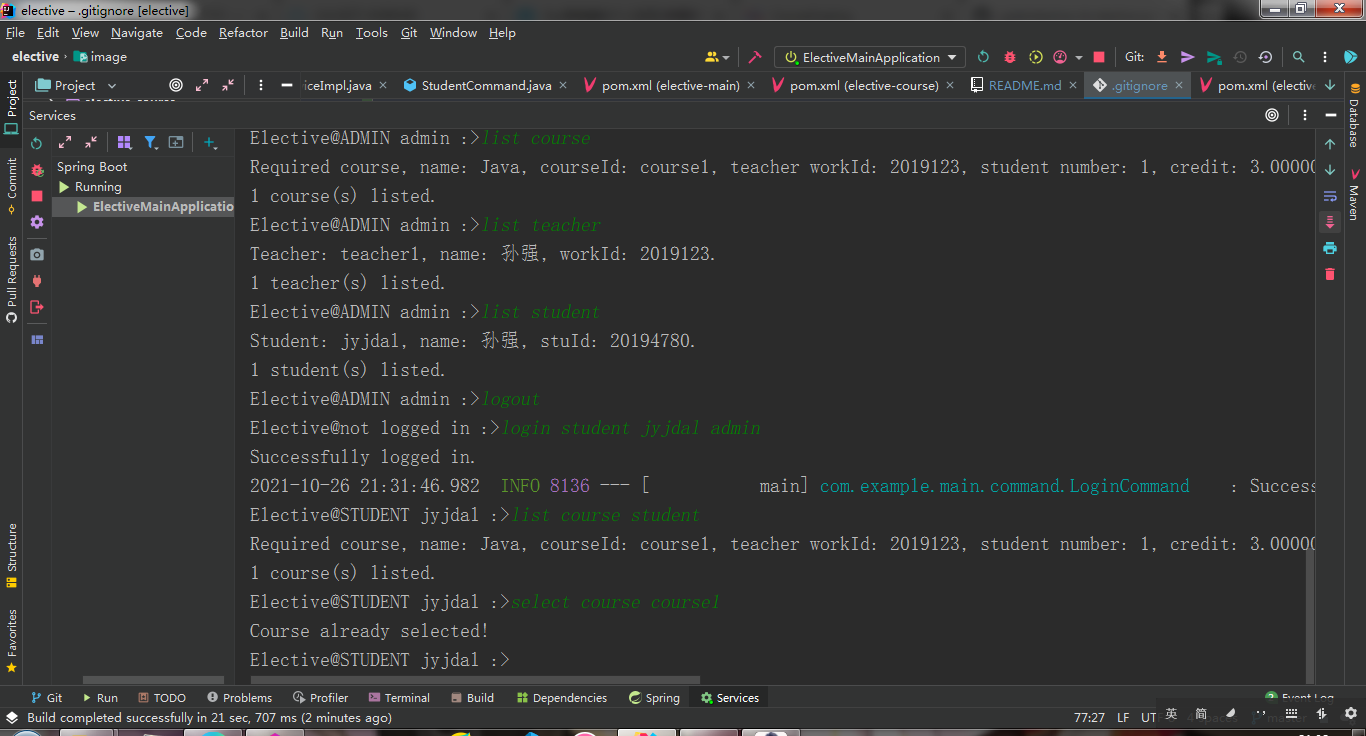 elective – .gitignore [elective]
File Edit View Navigate Code Refactor Build Run Tools Git Window Help
elective image ElectiveMainApplication Git:
Project iceImpl.java StudentCommand.java pom.xml (elective-main) pom.xml (elective-course) README.md .gitignore pom.xml (elective
Services
Spring Boot
Running
ElectiveMainApplicatio
Elective@ADMIN admin :>list course
Required course, name: Java, courseId: course1, teacher workId: 2019123, student number: 1, credit: 3.00000
1 course(s) listed.
Elective@ADMIN admin :>list teacher
Teacher: teacher1, name: 孙强, workId: 2019123.
1 teacher(s) listed.
Elective@ADMIN admin :>list student
Student: jyjdal, name: 孙强, stuId: 20194780.
1 student(s) listed.
Elective@ADMIN admin :>logout
Elective@not logged in :>login student jyjdal admin
Successfully logged in.
2021-10-26 21:31:46.982 INFO 8136 --- [ main] com.example.main.command.LoginCommand : Success
Elective@STUDENT jyjdal :>list course student
Required course, name: Java, courseId: course1, teacher workId: 2019123, student number: 1, credit: 3.00000
1 course(s) listed.
Elective@STUDENT jyjdal :>select course course1
Course already selected!
Elective@STUDENT jyjdal :>
Project
Commit
Pull Requests
Structure
Favorites
Database
Maven
Git Run TODO Problems Profiler Terminal Build Dependencies Spring Services Event Log
Build completed successfully in 21 sec, 707 ms (2 minutes ago) 77:27 LF UT 英 简